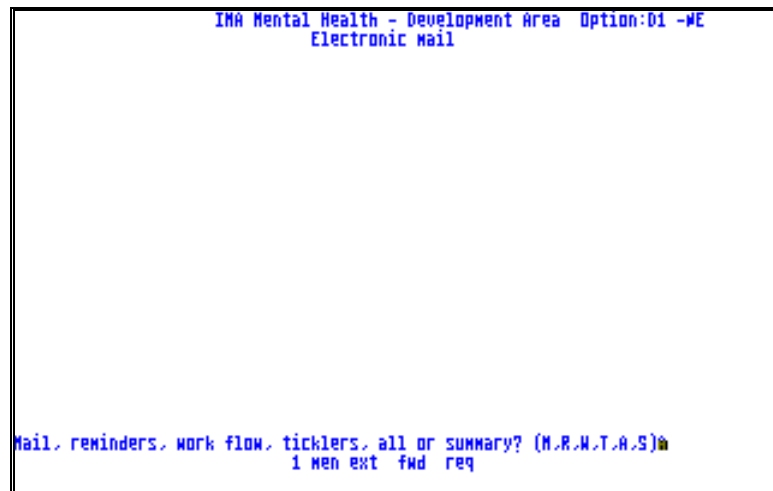 IMA Mental Health - Development Area Option:D1 -WE
Electronic mail
Mail, reminders, work flow, ticklers, all or summary? (M,R,W,T,A,S)
1 men ext fwd req